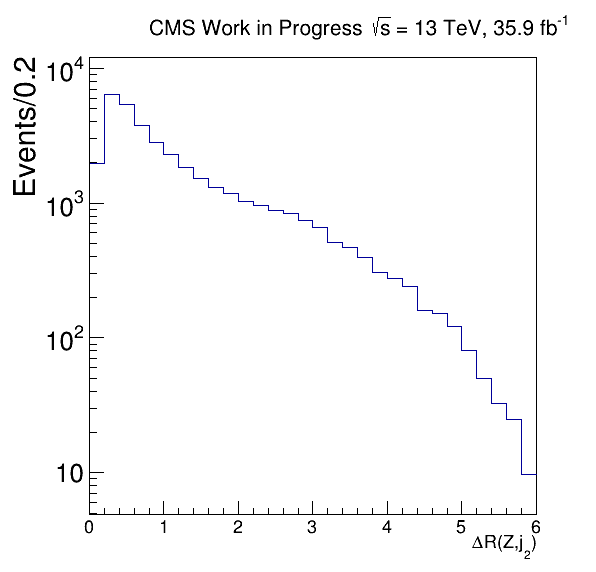 CMS Work in Progress √s = 13 TeV, 35.9 fb⁻¹
Events/0.2
10⁴
10³
10²
10
0 1 2 3 4 5 6
ΔR(Z,j₂)